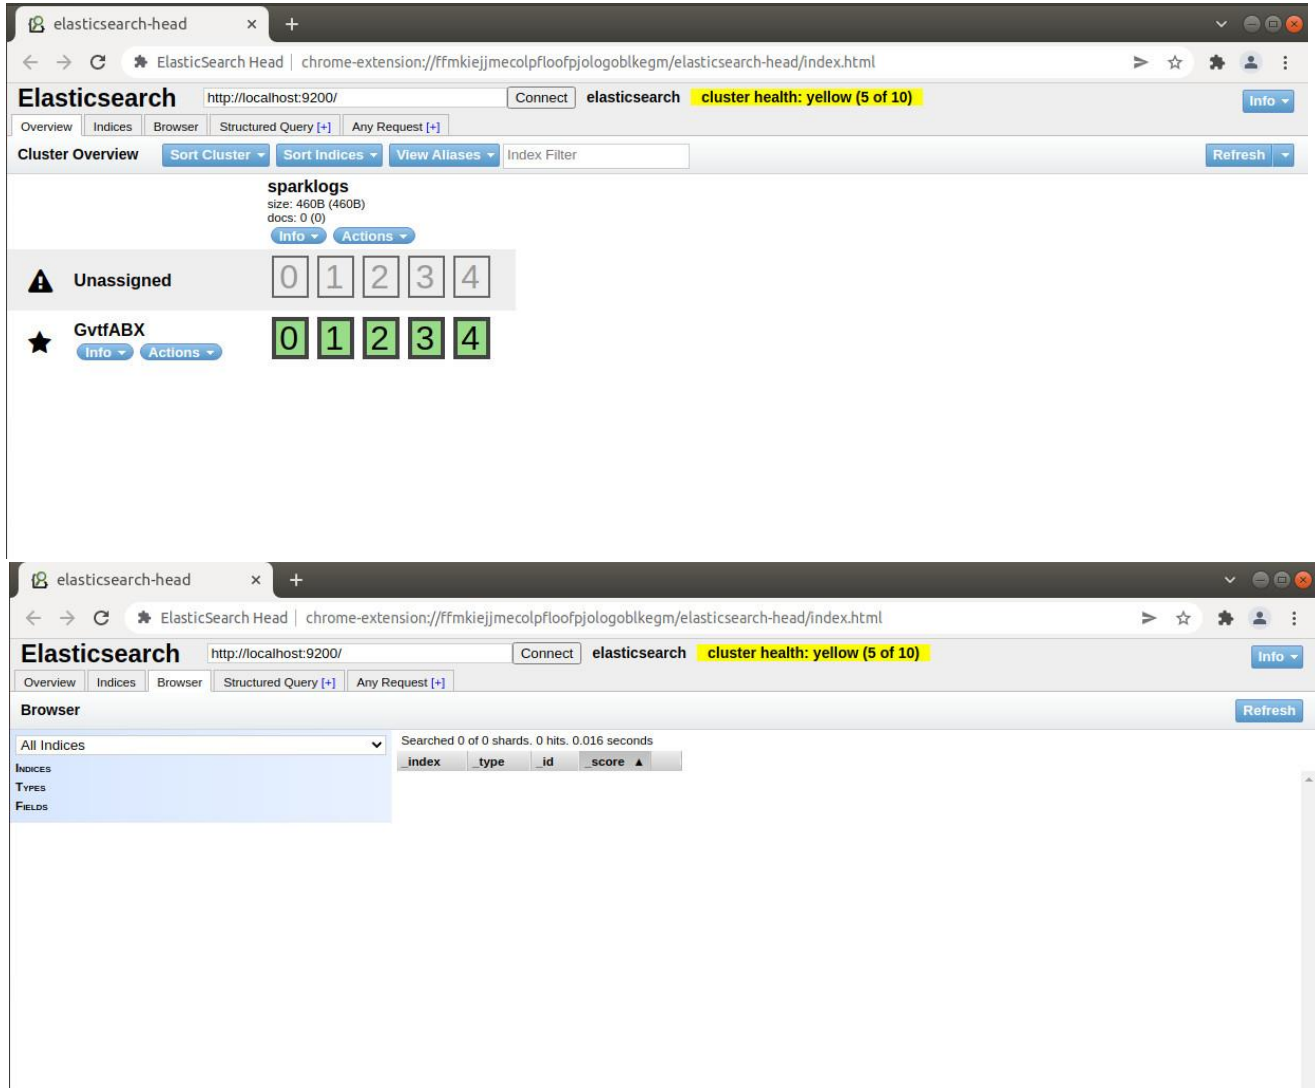 elasticsearch-head
ElasticSearch Head | chrome-extension://ffmkiejjmecolpfloofpjologoblkegm/elasticsearch-head/index.html
Elasticsearch http://localhost:9200/ Connect elasticsearch cluster health: yellow (5 of 10) Info
Overview Indices Browser Structured Query [+] Any Request [+]
Cluster Overview Sort Cluster Sort Indices View Aliases Index Filter Refresh
sparklogs
size: 460B (460B)
docs: 0 (0)
Info Actions
Unassigned 0 1 2 3 4
GvtfABX 0 1 2 3 4
Info Actions
elasticsearch-head
ElasticSearch Head | chrome-extension://ffmkiejjmecolpfloofpjologoblkegm/elasticsearch-head/index.html
Elasticsearch http://localhost:9200/ Connect elasticsearch cluster health: yellow (5 of 10) Info
Overview Indices Browser Structured Query [+] Any Request [+]
Browser Refresh
All Indices Searched 0 of 0 shards. 0 hits. 0.016 seconds
Indices _index _type _id _score ▲
Types
Fields